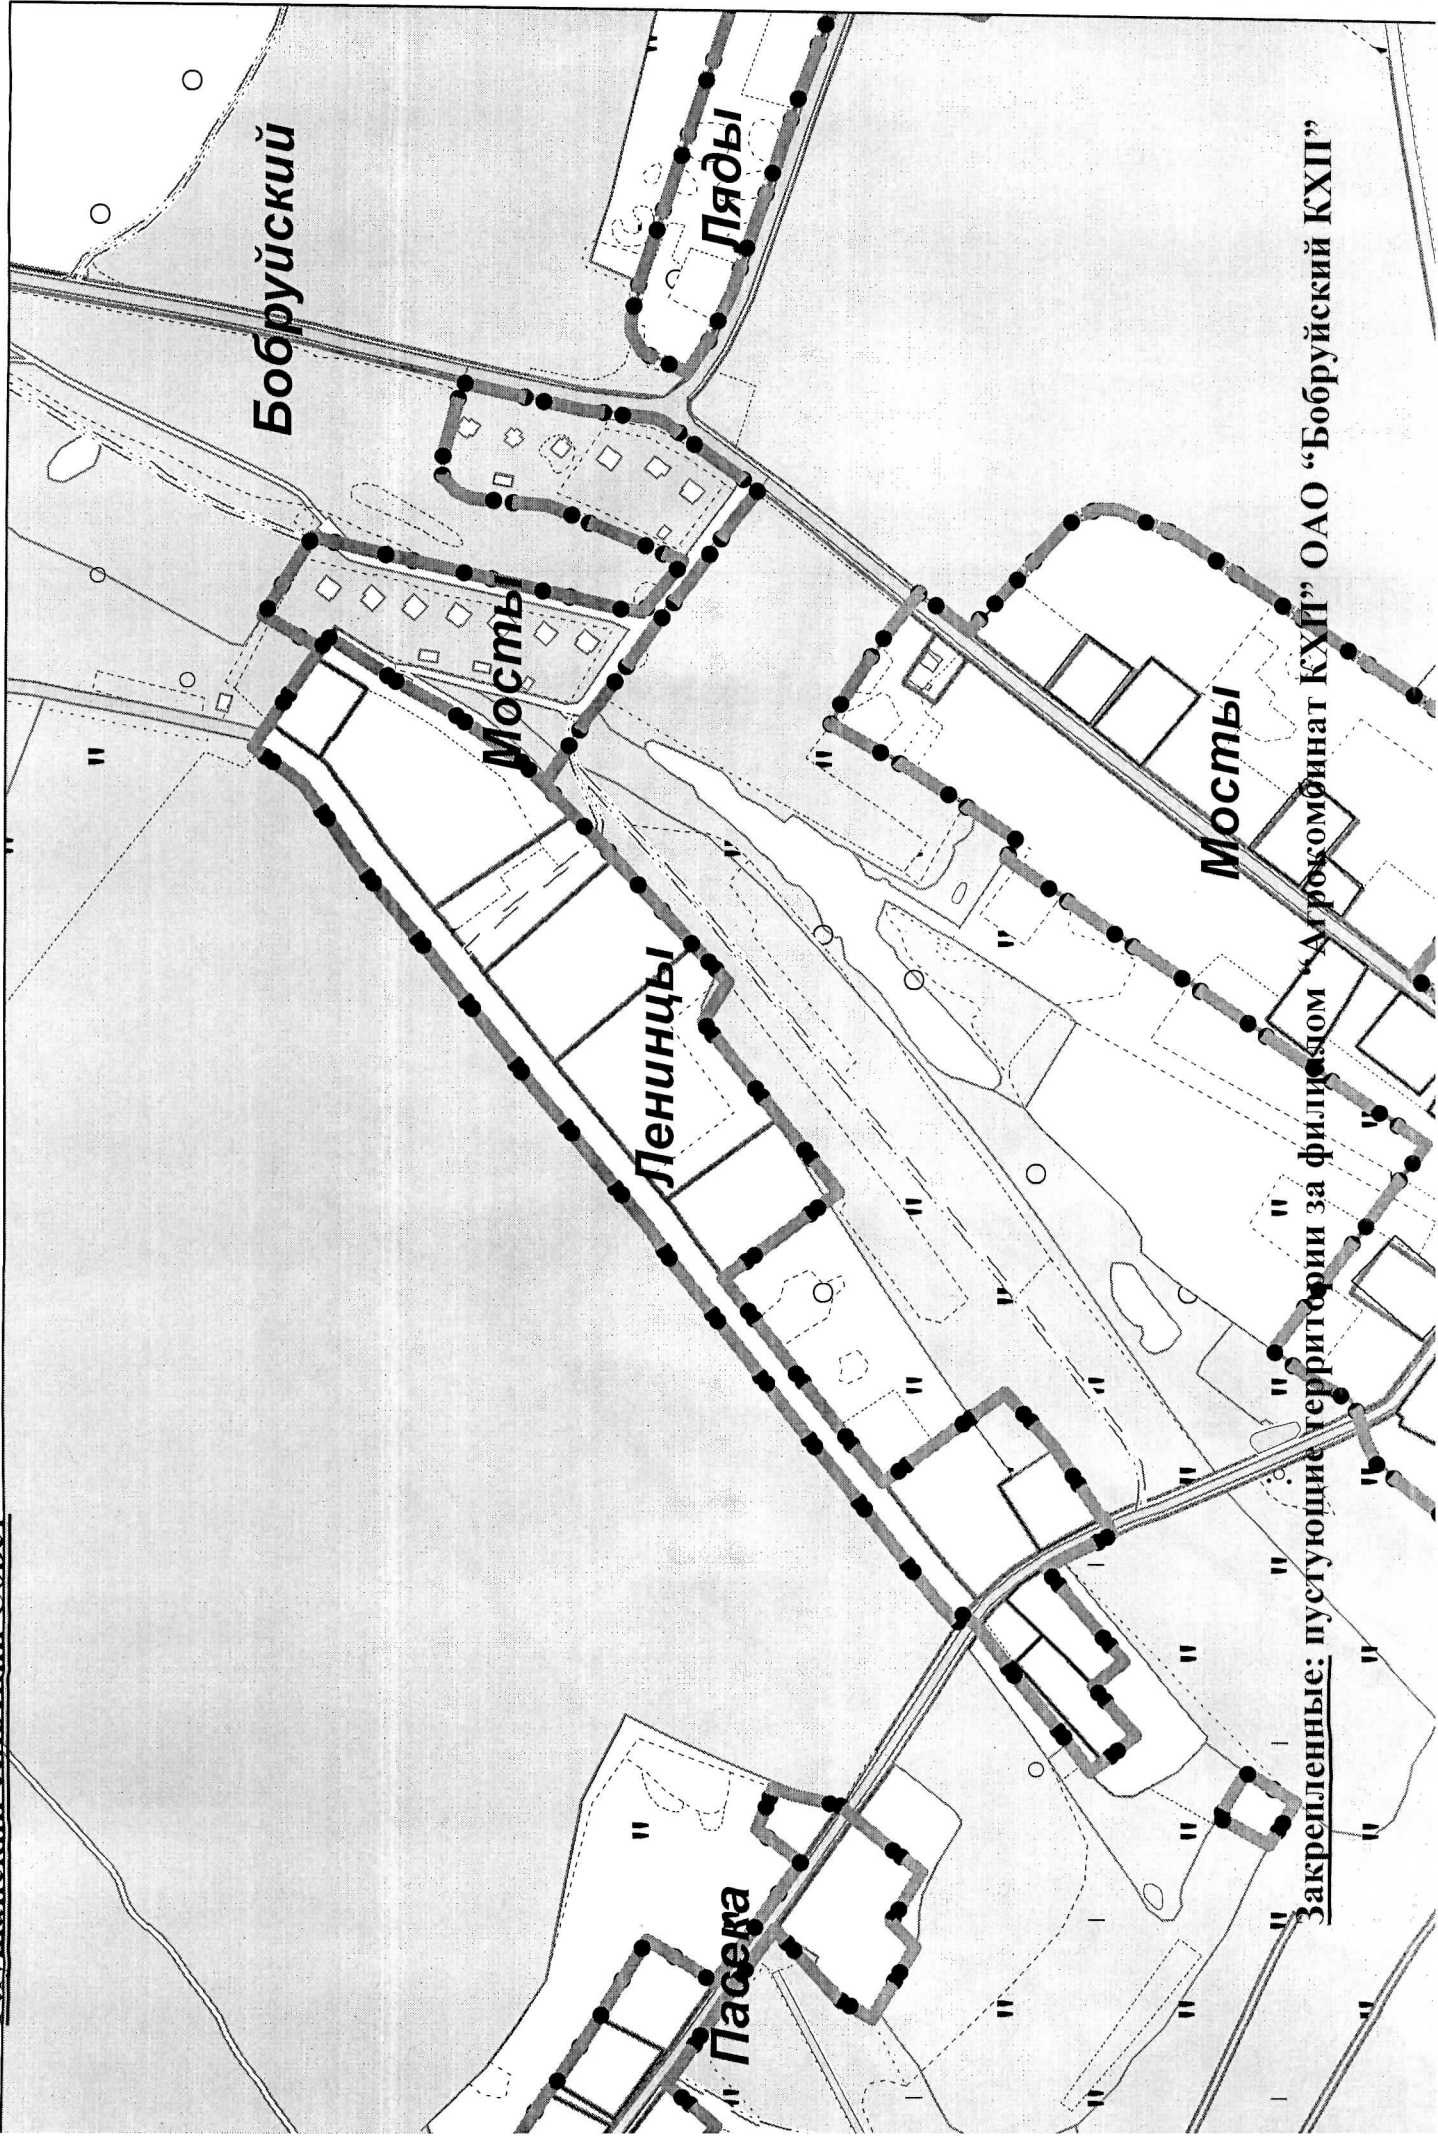 Бобруйский
Ляды
Мосты
Ленинцы
Мосты
Пасека
Закрепленные: пустующие территории за филиалом “Агрокомбинат КХП” ОАО “Бобруйский КХП”